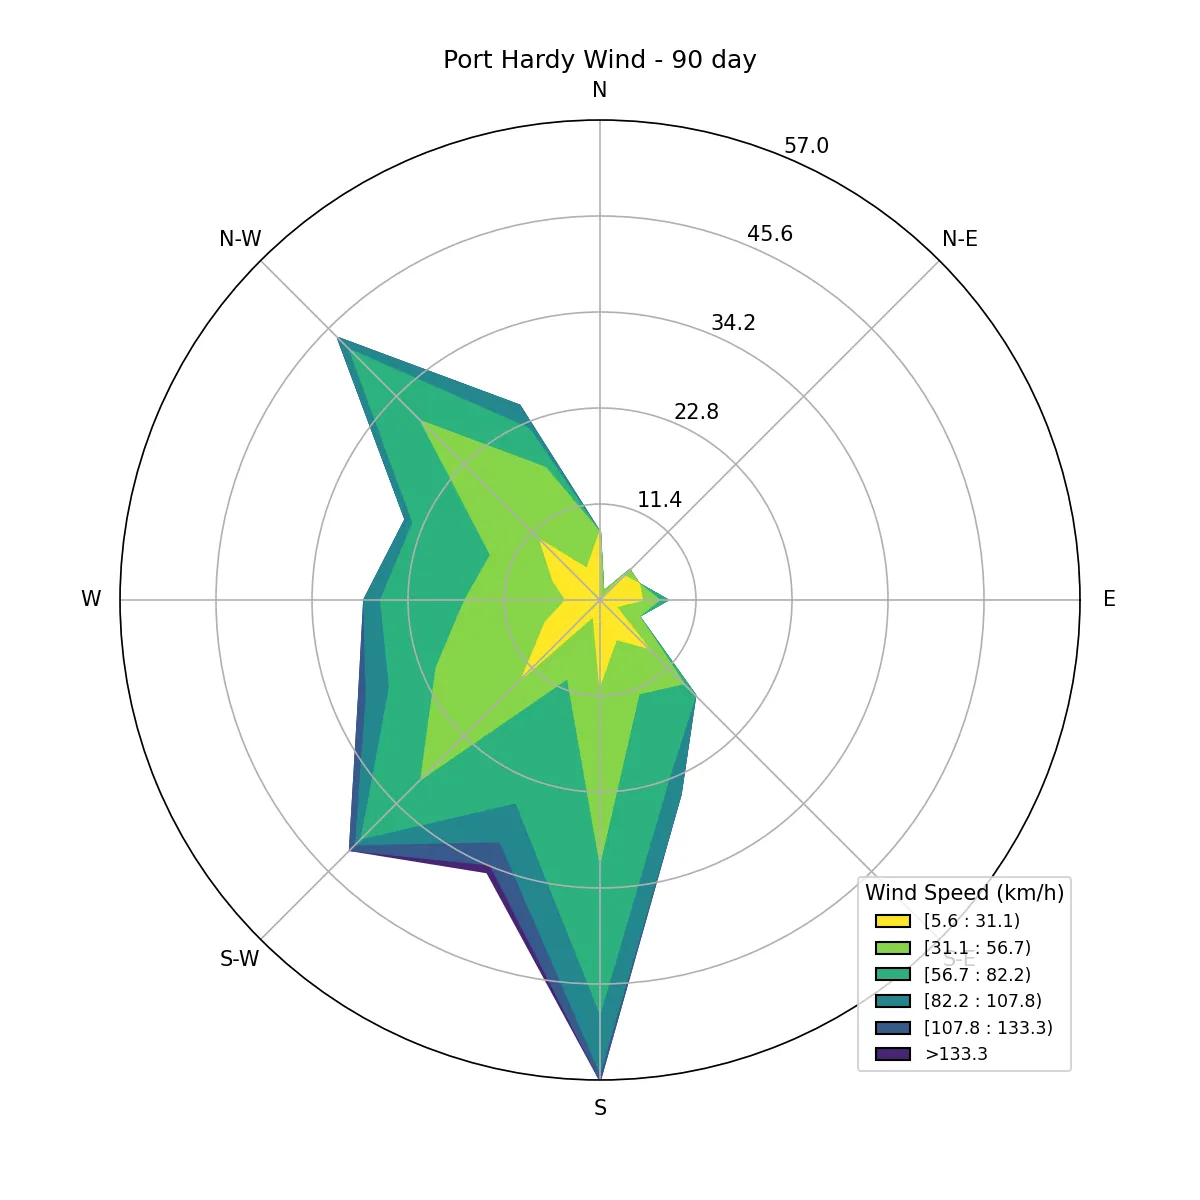 Port Hardy Wind - 90 day
N
57.0
N-W
45.6
N-E
34.2
22.8
11.4
W
E
S-W
S-E
Wind Speed (km/h)
[5.6 : 31.1)
[31.1 : 56.7)
[56.7 : 82.2)
[82.2 : 107.8)
[107.8 : 133.3)
>133.3
S